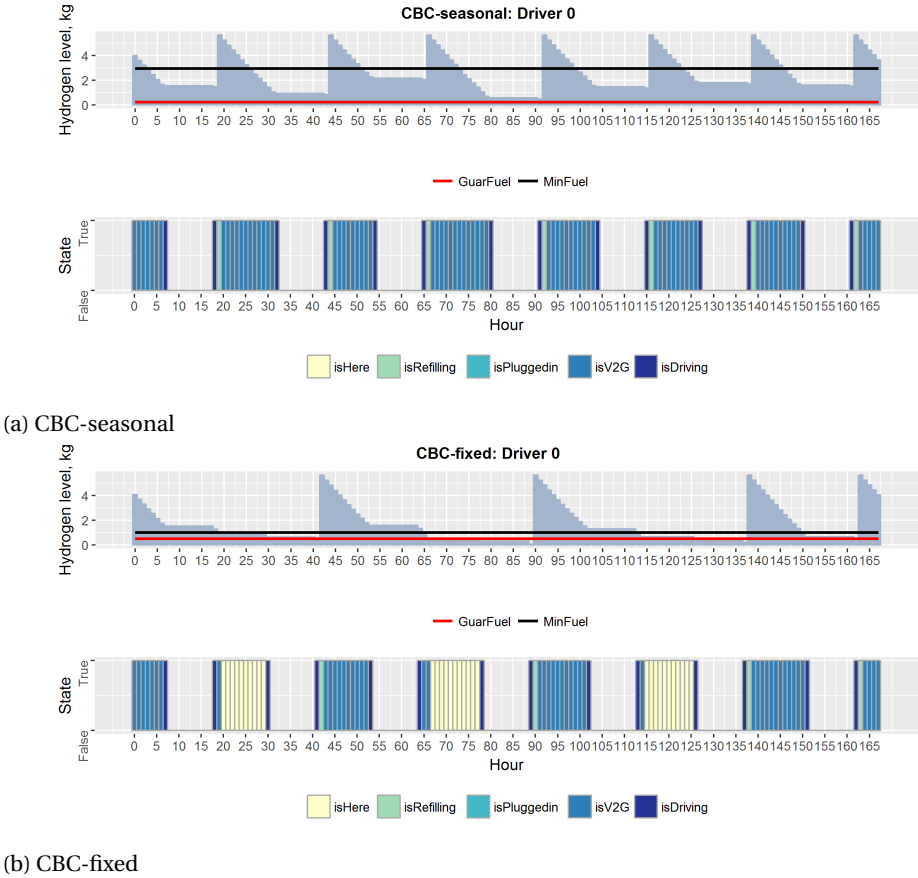 CBC-seasonal: Driver 0
Hydrogen level, kg
4
2
0
0 5 10 15 20 25 30 35 40 45 50 55 60 65 70 75 80 85 90 95 100 105 110 115 120 125 130 135 140 145 150 155 160 165
GuarFuel MinFuel
State
True
False
0 5 10 15 20 25 30 35 40 45 50 55 60 65 70 75 80 85 90 95 100 105 110 115 120 125 130 135 140 145 150 155 160 165
Hour
isHere isRefilling isPluggedin isV2G isDriving
(a) CBC-seasonal
CBC-fixed: Driver 0
Hydrogen level, kg
4
2
0
0 5 10 15 20 25 30 35 40 45 50 55 60 65 70 75 80 85 90 95 100 105 110 115 120 125 130 135 140 145 150 155 160 165
GuarFuel MinFuel
State
True
False
0 5 10 15 20 25 30 35 40 45 50 55 60 65 70 75 80 85 90 95 100 105 110 115 120 125 130 135 140 145 150 155 160 165
Hour
isHere isRefilling isPluggedin isV2G isDriving
(b) CBC-fixed